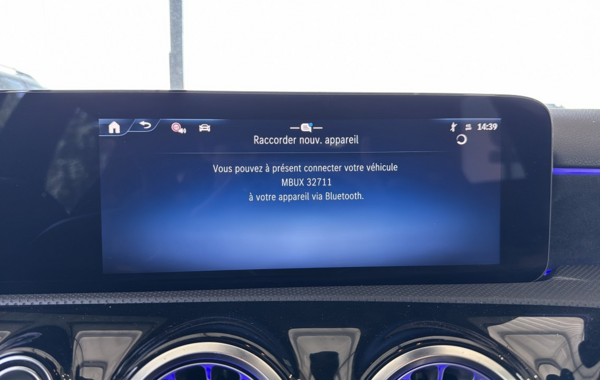 14:39
Raccorder nouv. appareil
Vous pouvez à présent connecter votre véhicule
MBUX 32711
à votre appareil via Bluetooth.